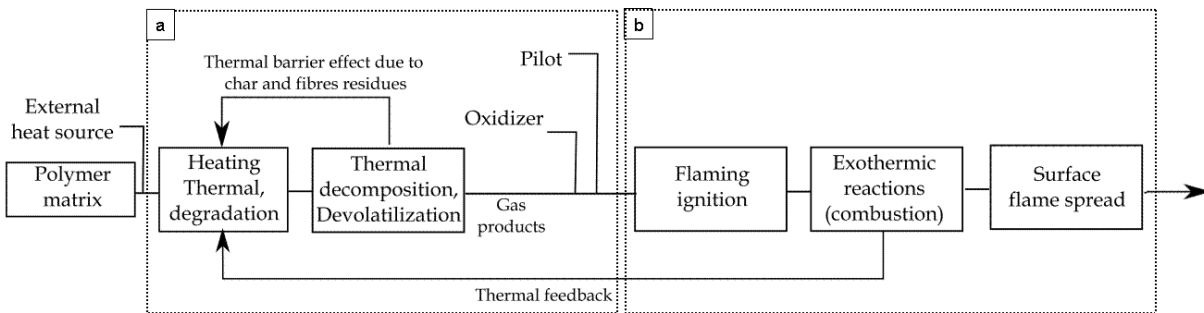 a
b
Thermal barrier effect due to
char and fibres residues
Pilot
External
heat source
Oxidizer
Polymer
matrix
Heating
Thermal,
degradation
Thermal
decomposition,
Devolatilization
Gas
products
Flaming
ignition
Exothermic
reactions
(combustion)
Surface
flame spread
Thermal feedback